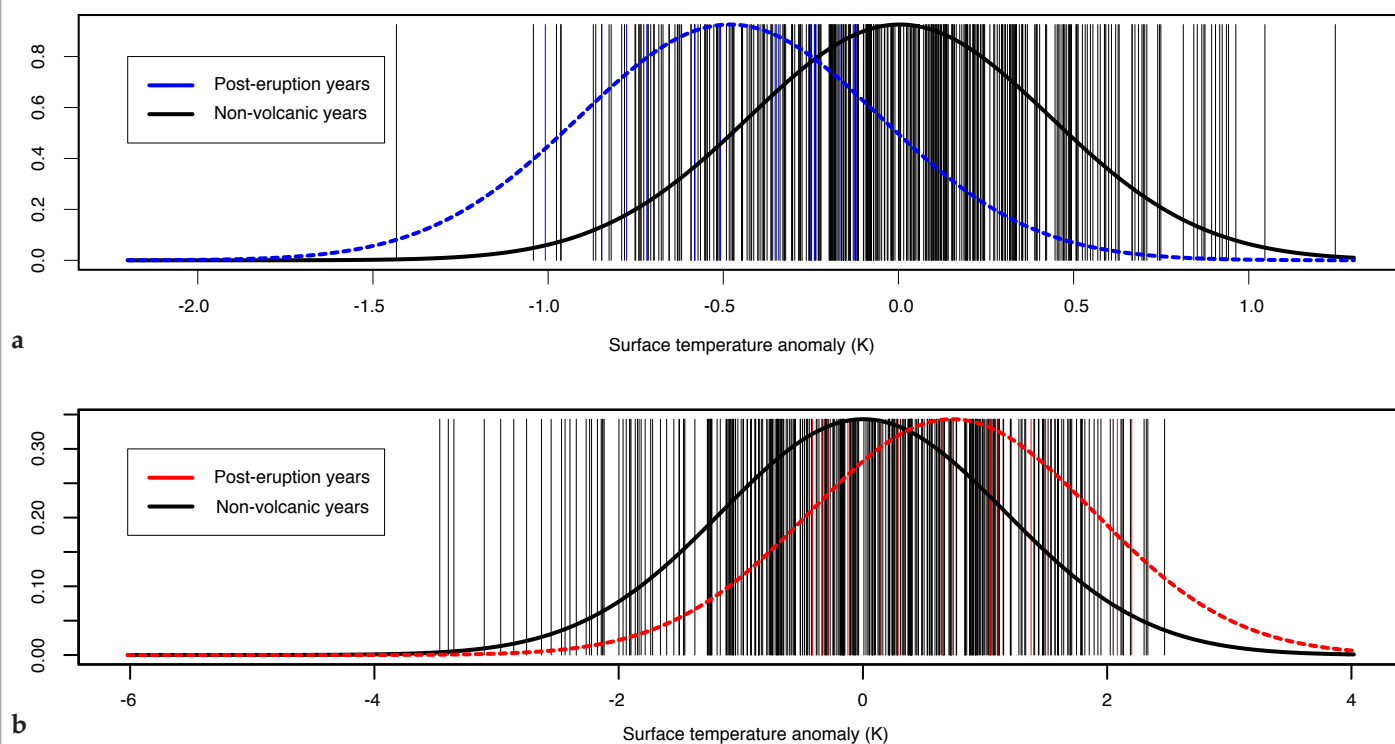 0.0 0.2 0.4 0.6 0.8
Post-eruption years
Non-volcanic years
-2.0 -1.5 -1.0 -0.5 0.0 0.5 1.0
Surface temperature anomaly (K)
a
0.00 0.10 0.20 0.30
Post-eruption years
Non-volcanic years
-6 -4 -2 0 2 4
Surface temperature anomaly (K)
b